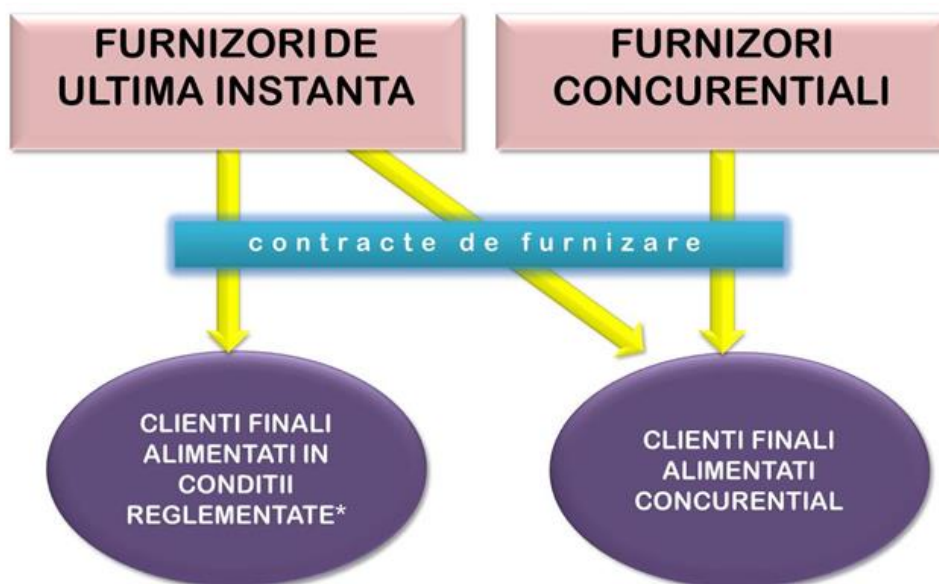 FURNIZORI DE
ULTIMA INSTANTA
FURNIZORI
CONCURENTIALI
contracte de furnizare
CLIENTI FINALI
ALIMENTATI IN
CONDITII
REGLEMENTATE*
CLIENTI FINALI
ALIMENTATI
CONCURENTIAL